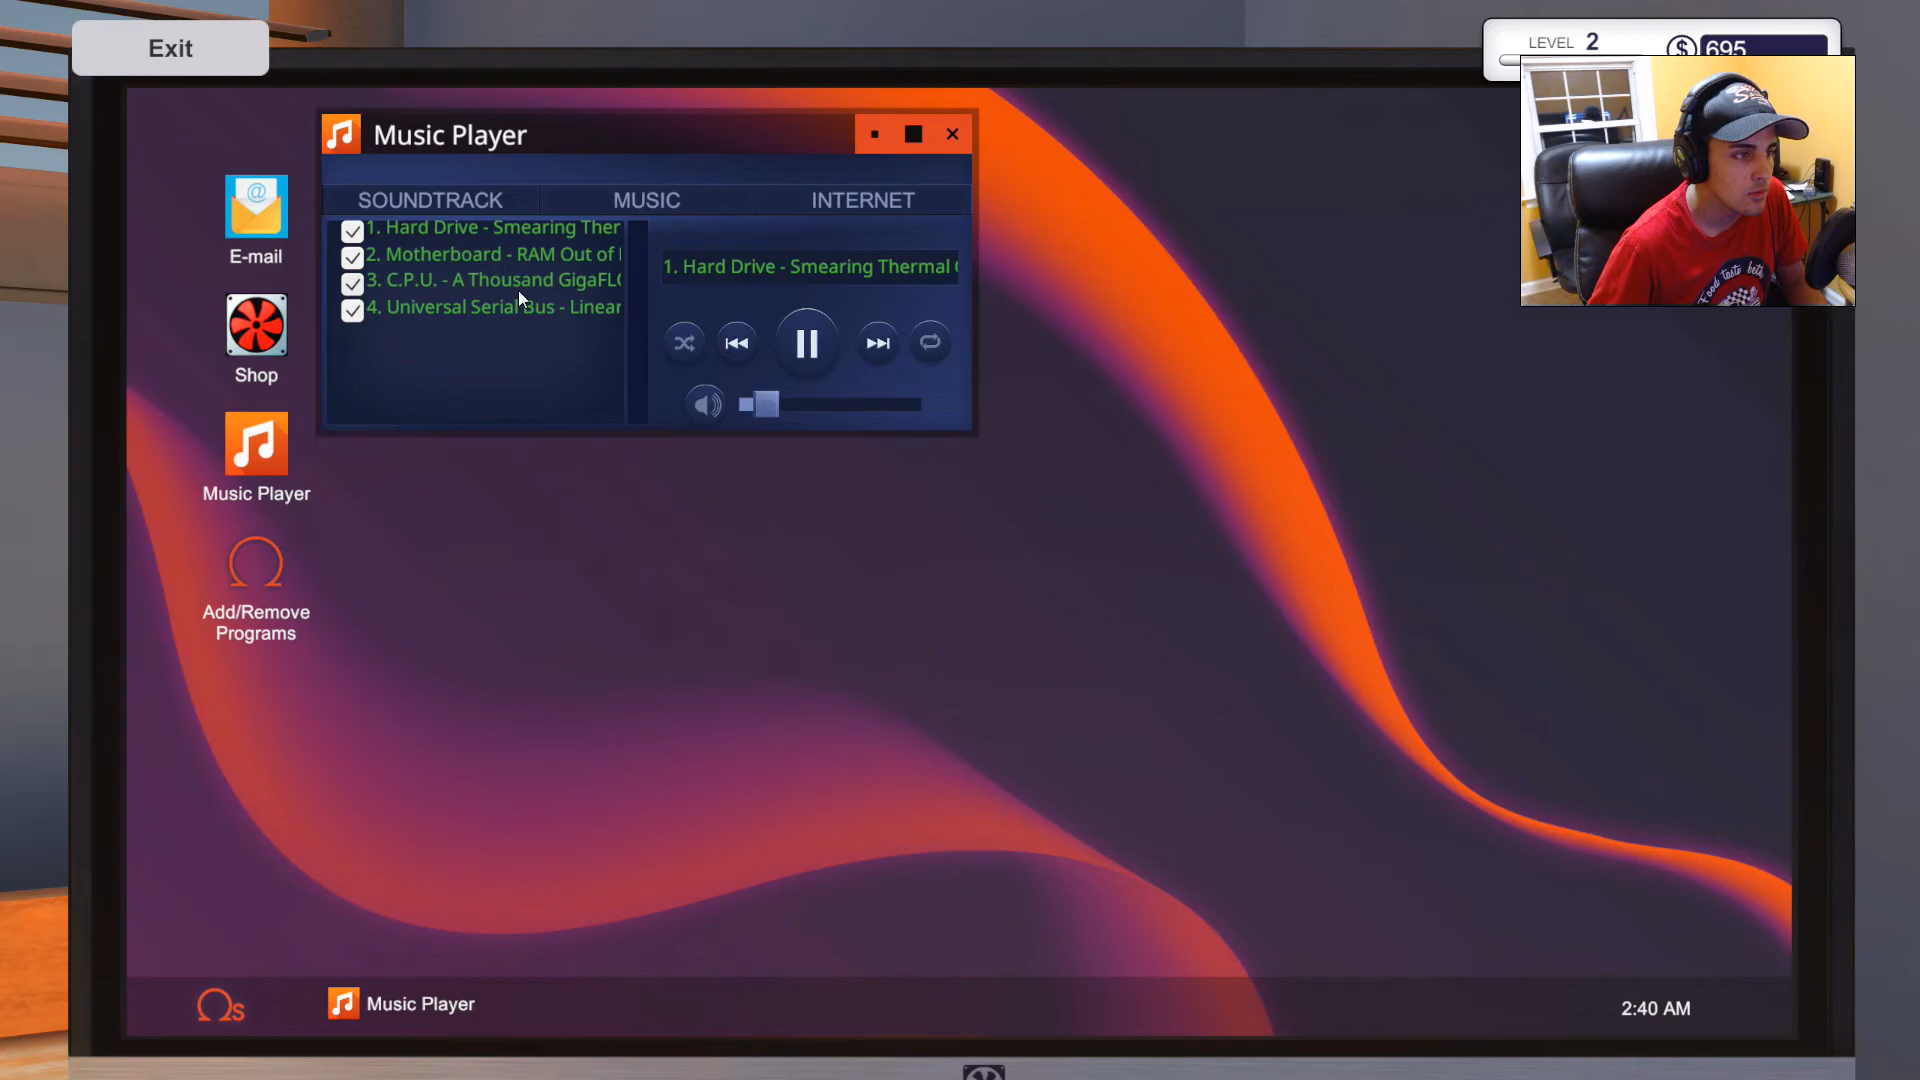 Exit
LEVEL 2
$ 695
Music Player
SOUNDTRACK MUSIC INTERNET
1. Hard Drive - Smearing Ther
2. Motherboard - RAM Out of
3. C.P.U. - A Thousand GigaFLO
4. Universal Serial Bus - Linear
1. Hard Drive - Smearing Thermal
E-mail
Shop
Music Player
Add/Remove
Programs
Ωs
Music Player
2:40 AM